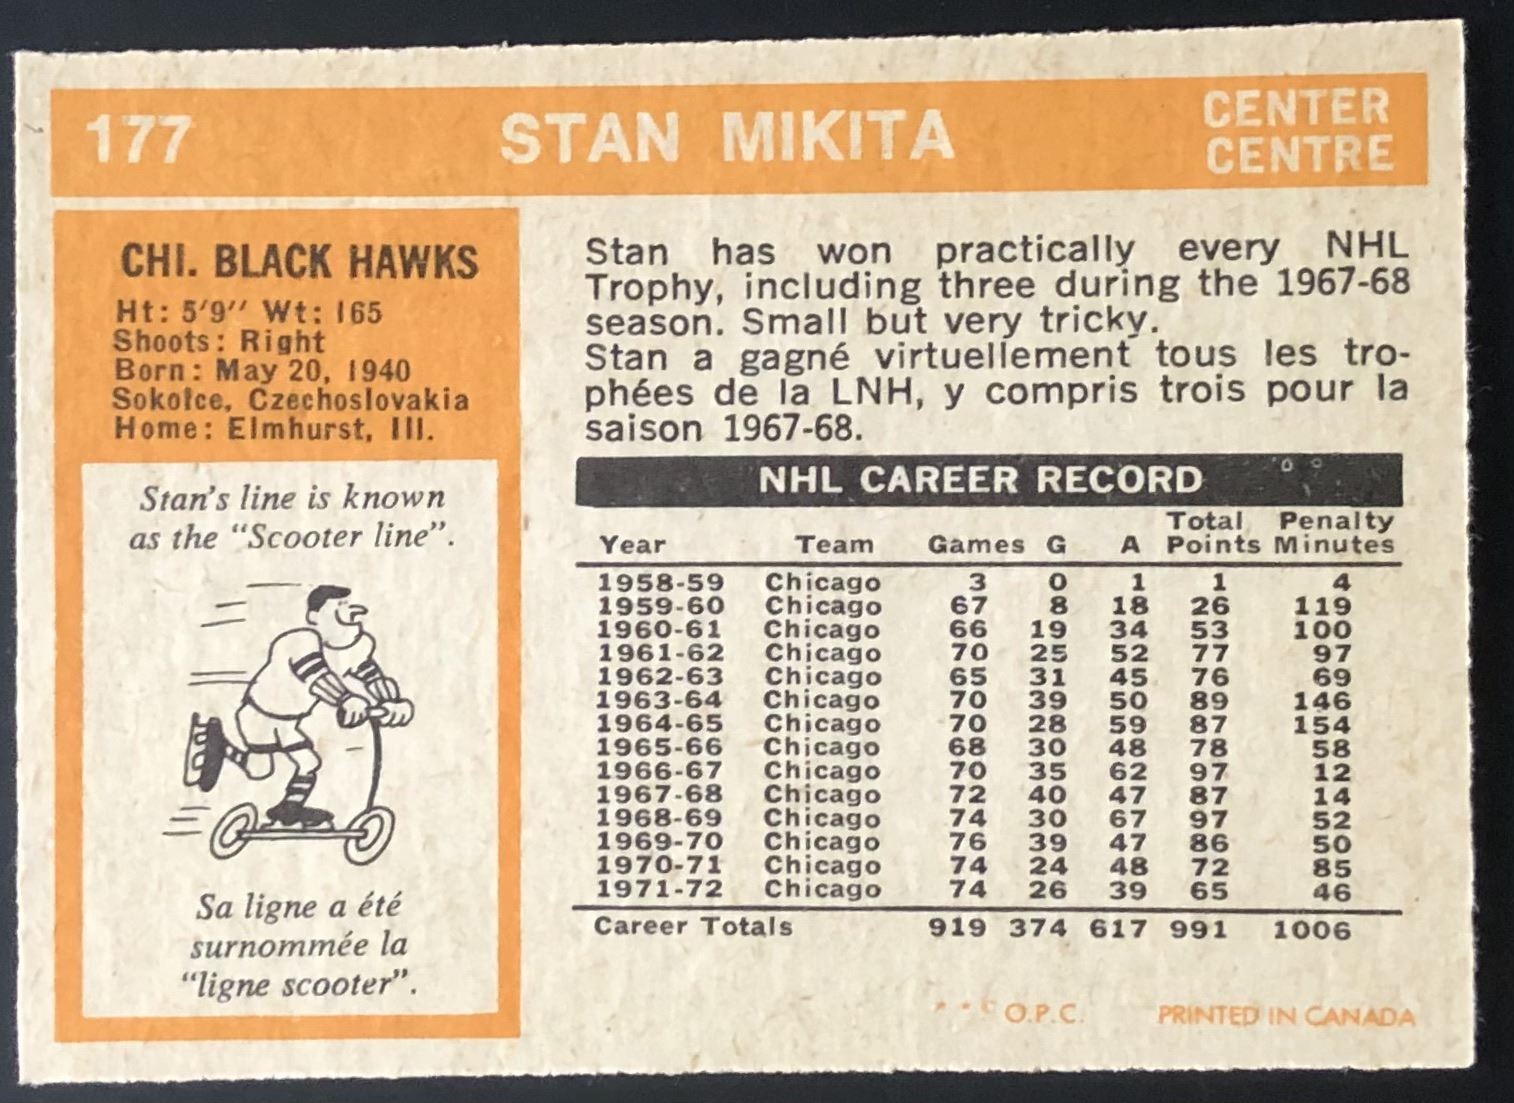 177 STAN MIKITA CENTER
CENTRE
CHI. BLACK HAWKS
Ht: 5'9" Wt: 165
Shoots: Right
Born: May 20, 1940
Sokolce, Czechoslovakia
Home: Elmhurst, Ill.
Stan's line is known
as the "Scooter line".
Sa ligne a été
surnommée la
"ligne scooter".
Stan has won practically every NHL
Trophy, including three during the 1967-68
season. Small but very tricky.
Stan a gagné virtuellement tous les tro-
phées de la LNH, y compris trois pour la
saison 1967-68.
NHL CAREER RECORD
Total Penalty
Year Team Games G A Points Minutes
1958-59 Chicago 3 0 1 1 4
1959-60 Chicago 67 8 18 26 119
1960-61 Chicago 66 19 34 53 100
1961-62 Chicago 70 25 52 77 97
1962-63 Chicago 65 31 45 76 69
1963-64 Chicago 70 39 50 89 146
1964-65 Chicago 70 28 59 87 154
1965-66 Chicago 68 30 48 78 58
1966-67 Chicago 70 35 62 97 12
1967-68 Chicago 72 40 47 87 14
1968-69 Chicago 74 30 67 97 52
1969-70 Chicago 76 39 47 86 50
1970-71 Chicago 74 24 48 72 85
1971-72 Chicago 74 26 39 65 46
Career Totals 919 374 617 991 1006
* * © O.P.C. PRINTED IN CANADA